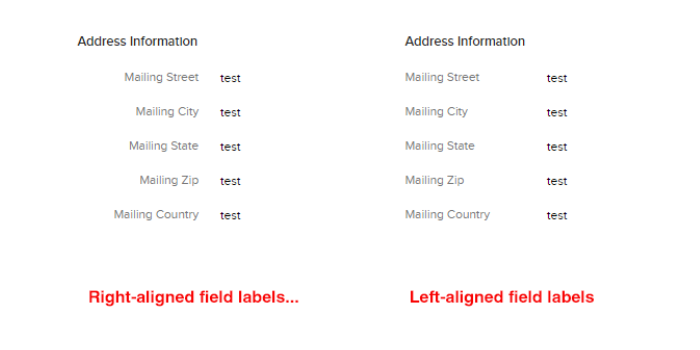 Address Information
Mailing Street test
Mailing City test
Mailing State test
Mailing Zip test
Mailing Country test
Right-aligned field labels...
Address Information
Mailing Street test
Mailing City test
Mailing State test
Mailing Zip test
Mailing Country test
Left-aligned field labels